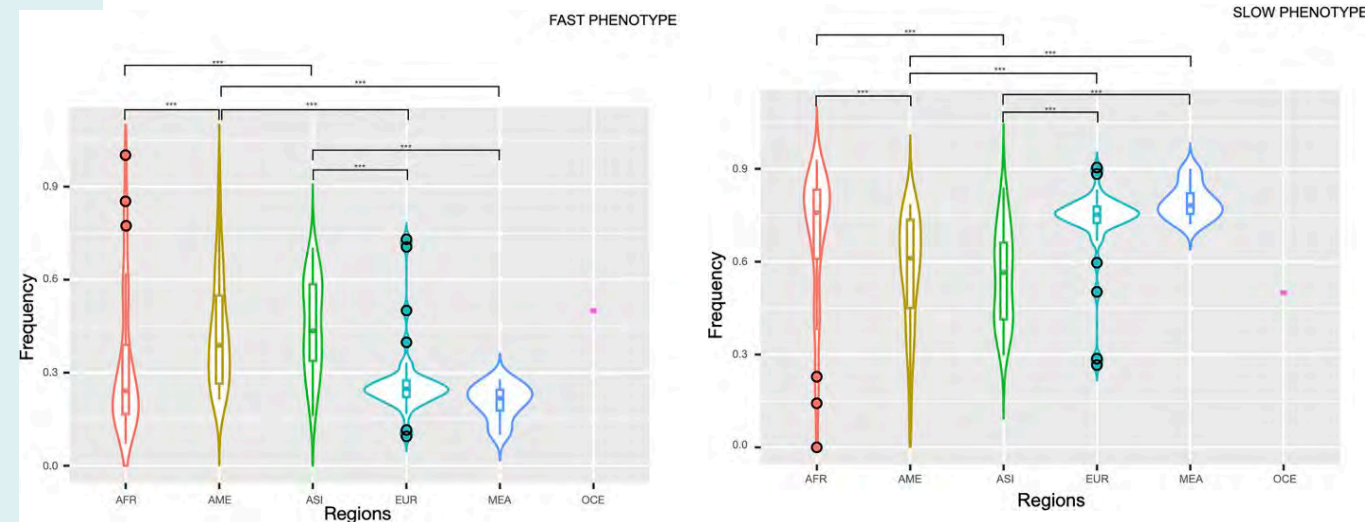 FAST PHENOTYPE
***
***
***
***
***
***
0.9
0.6
0.3
0.0
Frequency
AFR AME ASI EUR MEA OCE
Regions
SLOW PHENOTYPE
***
***
***
***
***
***
0.9
0.6
0.3
0.0
Frequency
AFR AME ASI EUR MEA OCE
Regions